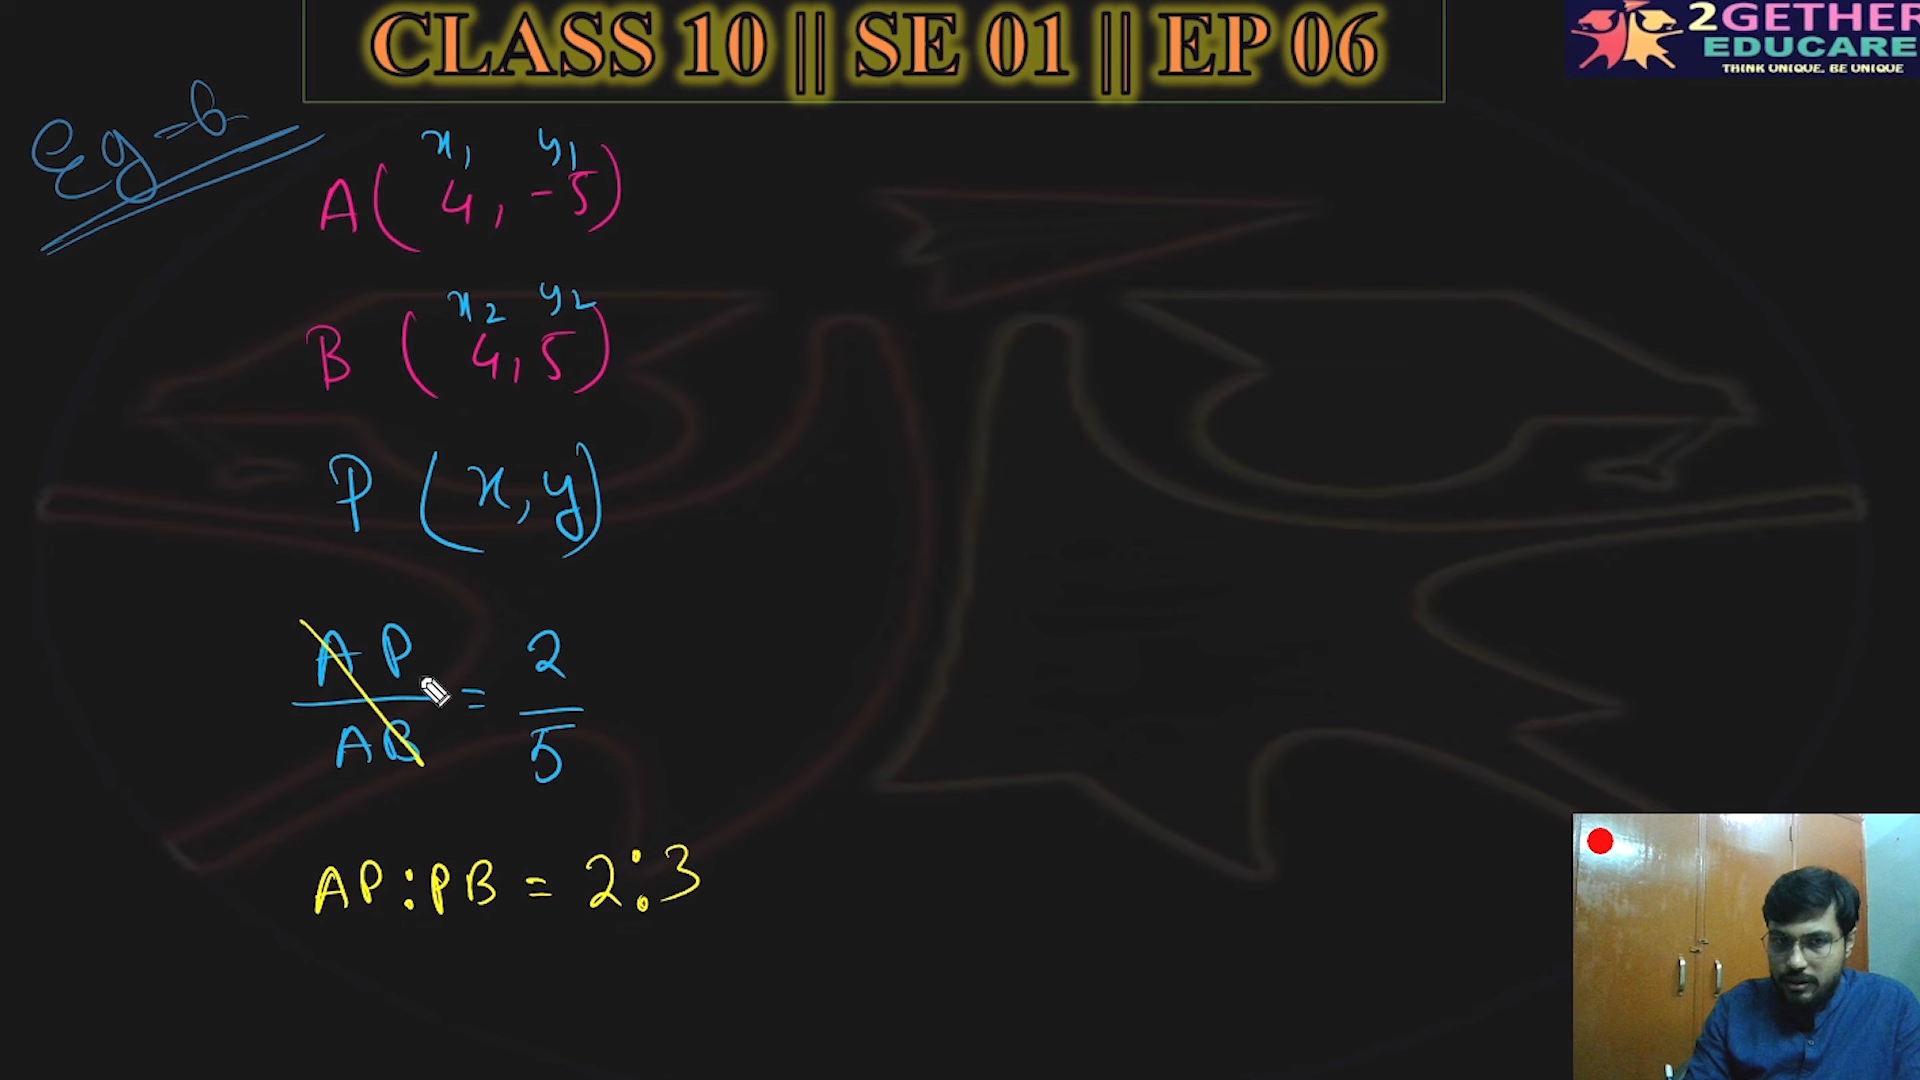 CLASS 10 || SE 01 || EP 06
2GETHER
EDUCARE
THINK UNIQUE, BE UNIQUE
Eg-6
x1 y1
A(4, -5)
x2 y2
B(4, 5)
P(x, y)
AP/AB = 2/5
AP:PB = 2:3